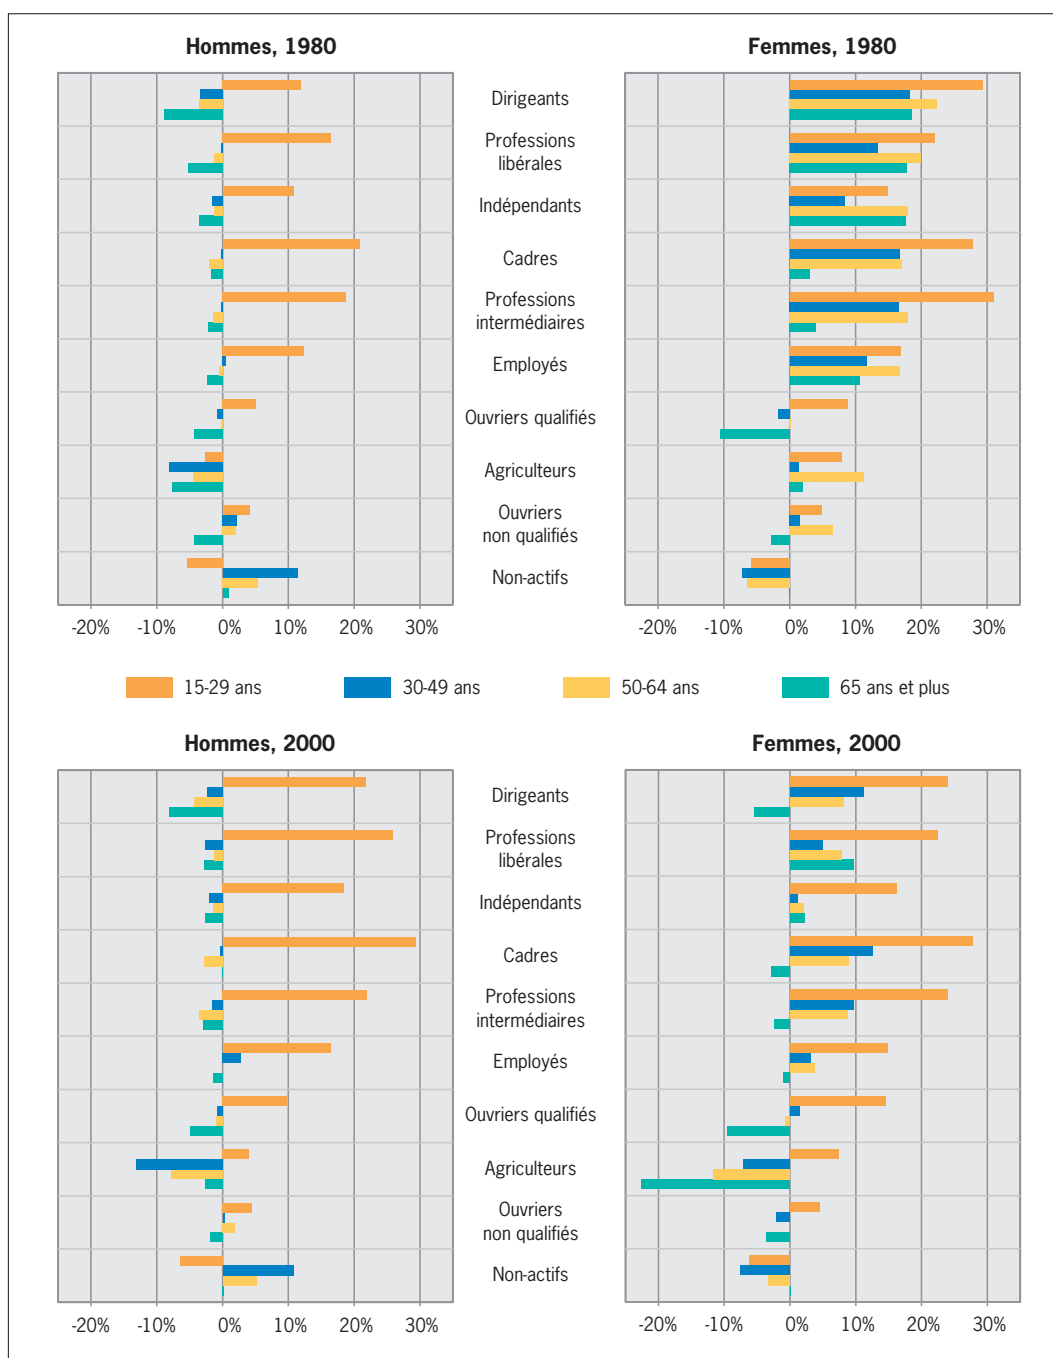 Hommes, 1980
Femmes, 1980
Dirigeants
Professions
libérales
Indépendants
Cadres
Professions
intermédiaires
Employés
Ouvriers qualifiés
Agriculteurs
Ouvriers
non qualifiés
Non-actifs
-20% -10% 0% 10% 20% 30%
-20% -10% 0% 10% 20% 30%
15-29 ans 30-49 ans 50-64 ans 65 ans et plus
Hommes, 2000
Femmes, 2000
Dirigeants
Professions
libérales
Indépendants
Cadres
Professions
intermédiaires
Employés
Ouvriers qualifiés
Agriculteurs
Ouvriers
non qualifiés
Non-actifs
-20% -10% 0% 10% 20% 30%
-20% -10% 0% 10% 20% 30%